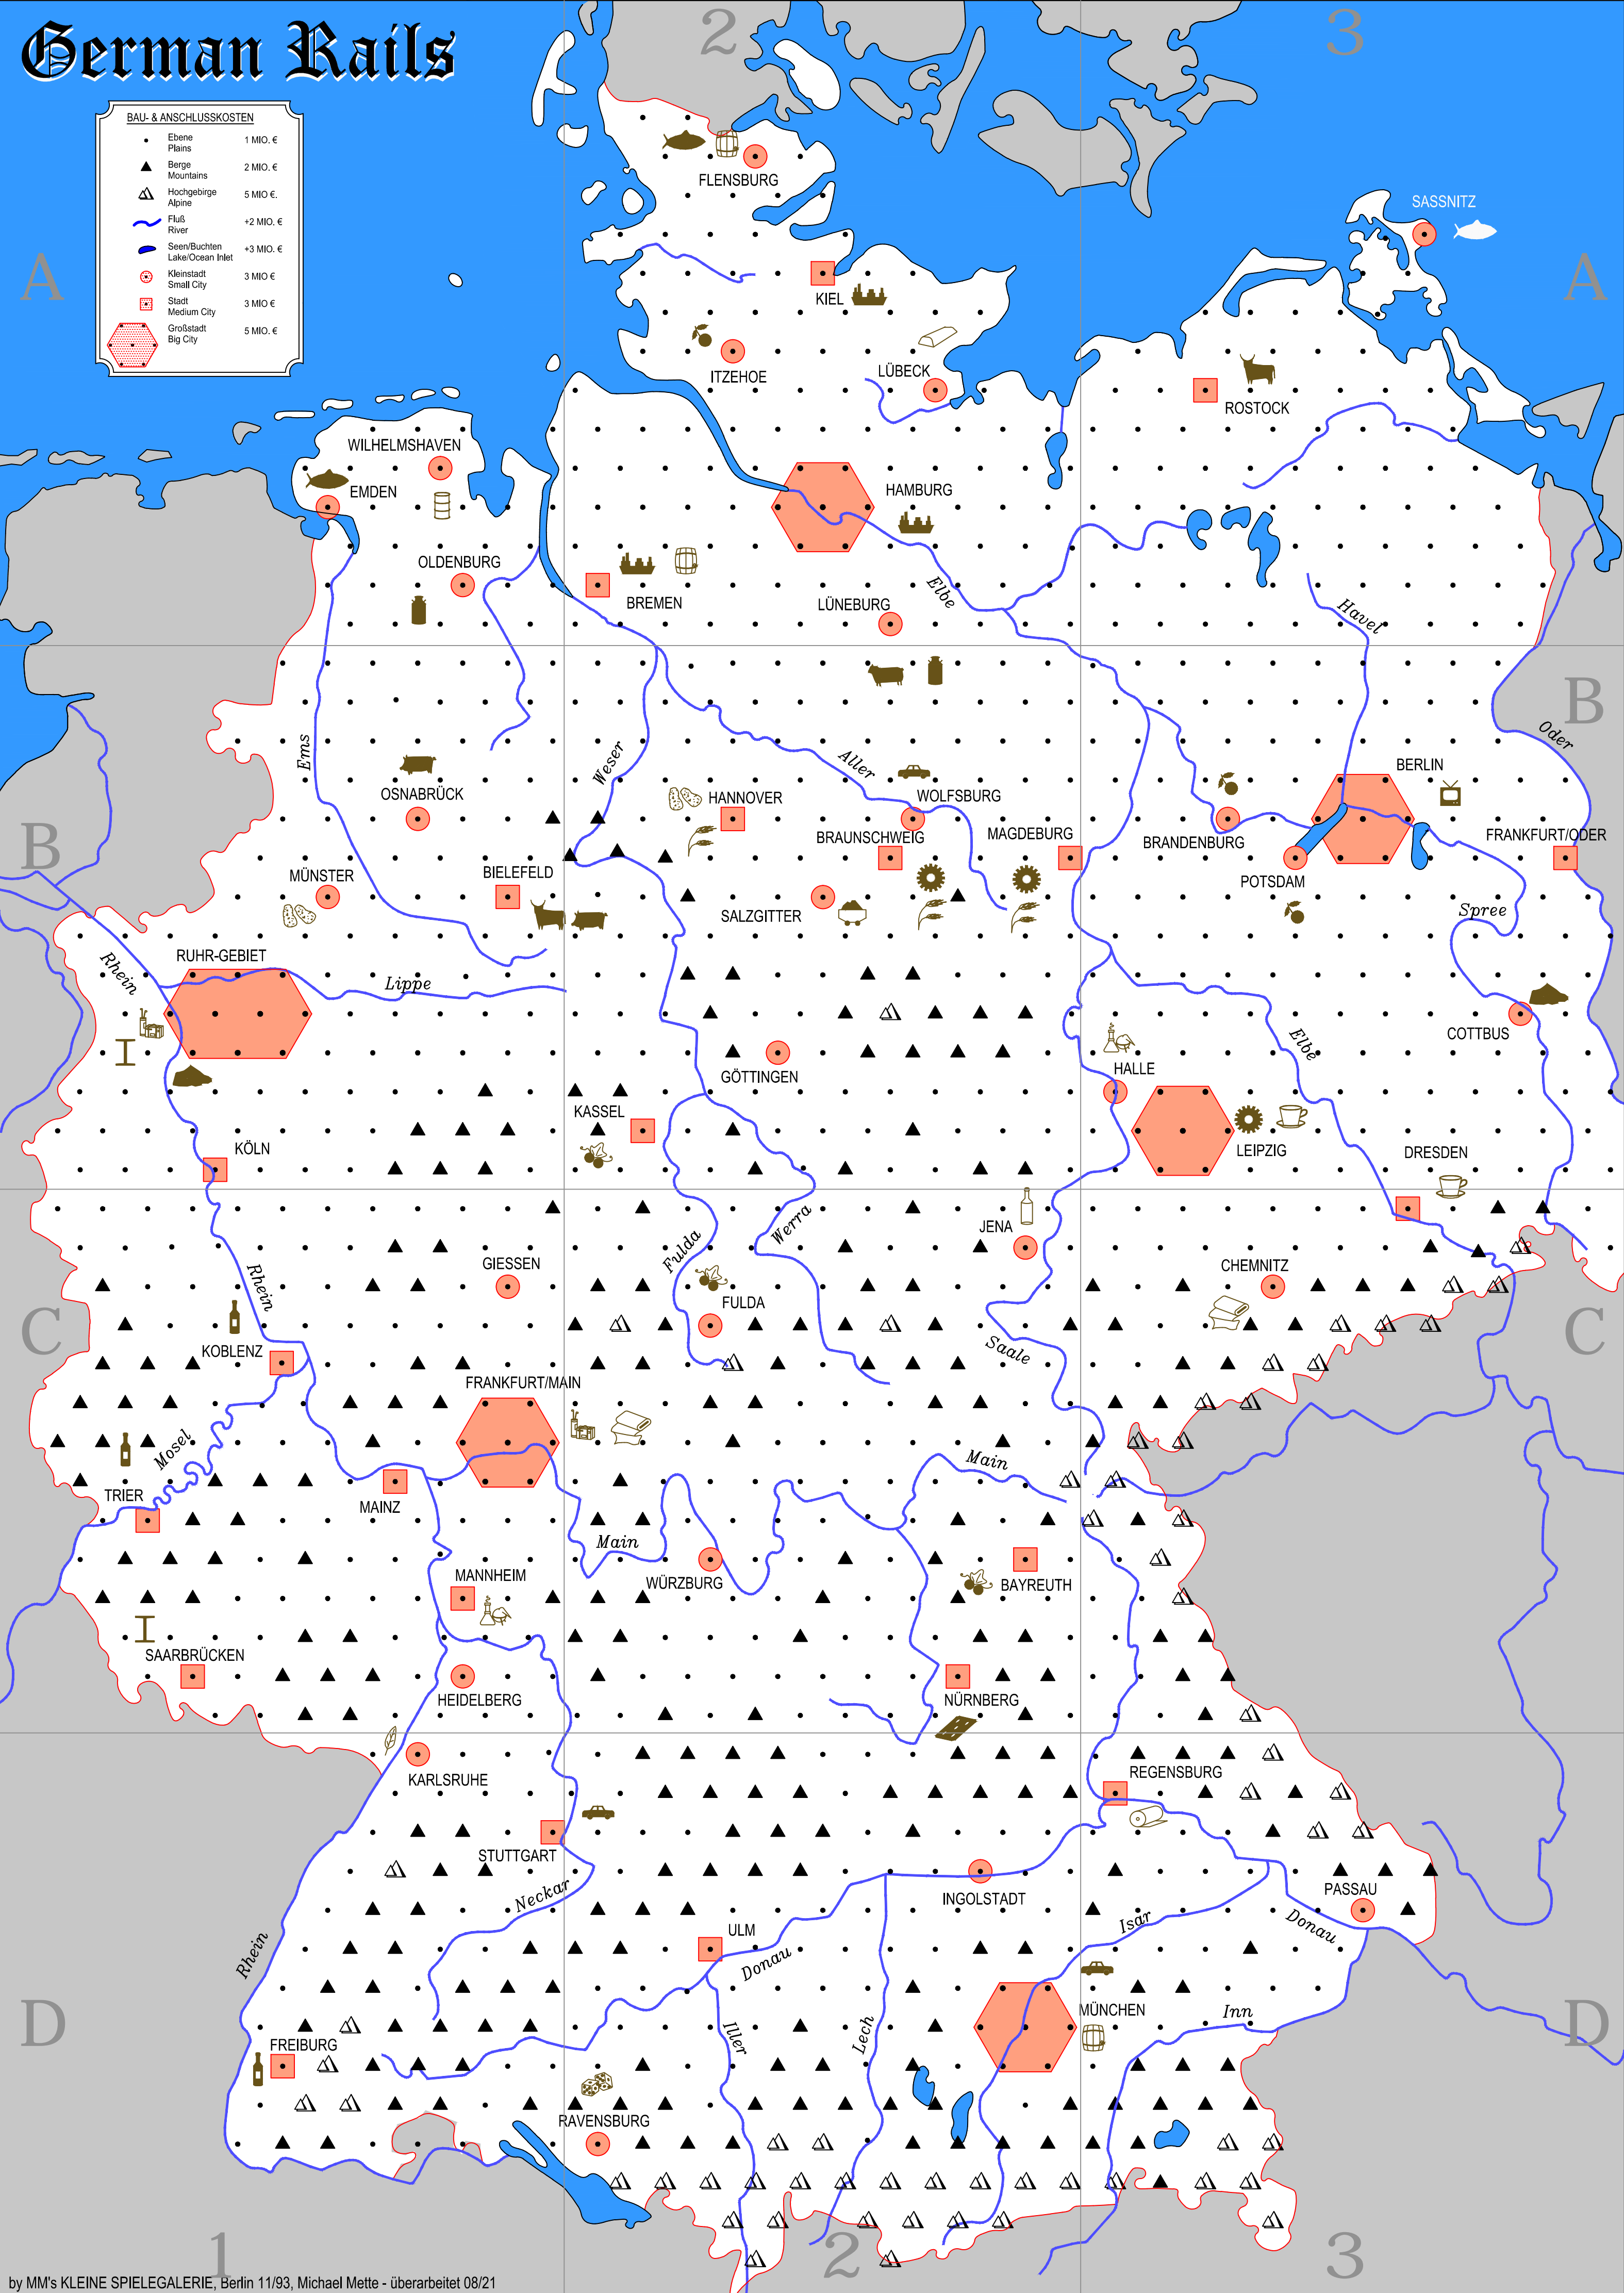 German Rails
BAU- & ANSCHLUSSKOSTEN
Ebene
Plains
1 MIO. €
Berge
Mountains
2 MIO. €
Hochgebirge
Alpine
5 MIO €.
Fluß
River
+2 MIO. €
Seen/Buchten
Lake/Ocean Inlet
+3 MIO. €
Kleinstadt
Small City
3 MIO €
Stadt
Medium City
3 MIO €
Großstadt
Big City
5 MIO. €
2
3
A
A
FLENSBURG
SASSNITZ
KIEL
ITZEHOE
LÜBECK
ROSTOCK
WILHELMSHAVEN
EMDEN
HAMBURG
OLDENBURG
BREMEN
LÜNEBURG
Elbe
Havel
B
Ems
Weser
Aller
Oder
BERLIN
OSNABRÜCK
HANNOVER
WOLFSBURG
BRAUNSCHWEIG
MAGDEBURG
BRANDENBURG
FRANKFURT/ODER
B
MÜNSTER
BIELEFELD
POTSDAM
SALZGITTER
Spree
RUHR-GEBIET
Rhein
Lippe
COTTBUS
Elbe
GÖTTINGEN
HALLE
KASSEL
KÖLN
LEIPZIG
DRESDEN
JENA
Werra
Fulda
GIESSEN
CHEMNITZ
Rhein
FULDA
C
C
KOBLENZ
Saale
FRANKFURT/MAIN
Mosel
Main
TRIER
MAINZ
Main
MANNHEIM
WÜRZBURG
BAYREUTH
SAARBRÜCKEN
HEIDELBERG
NÜRNBERG
KARLSRUHE
REGENSBURG
STUTTGART
Neckar
INGOLSTADT
PASSAU
Isar
Donau
ULM
Donau
Rhein
D
D
MÜNCHEN
Inn
Iller
Lech
FREIBURG
RAVENSBURG
1
2
3
by MM's KLEINE SPIELEGALERIE, Berlin 11/93, Michael Mette - überarbeitet 08/21